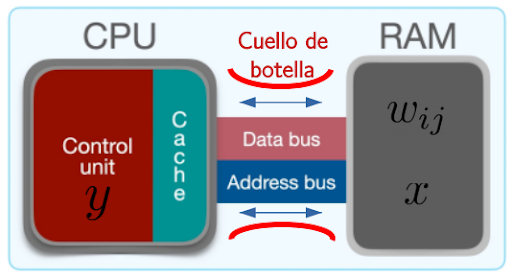 CPU
Cuello de
botella
RAM
Control
unit
y
Cache
Data bus
Address bus
w_{ij}
x